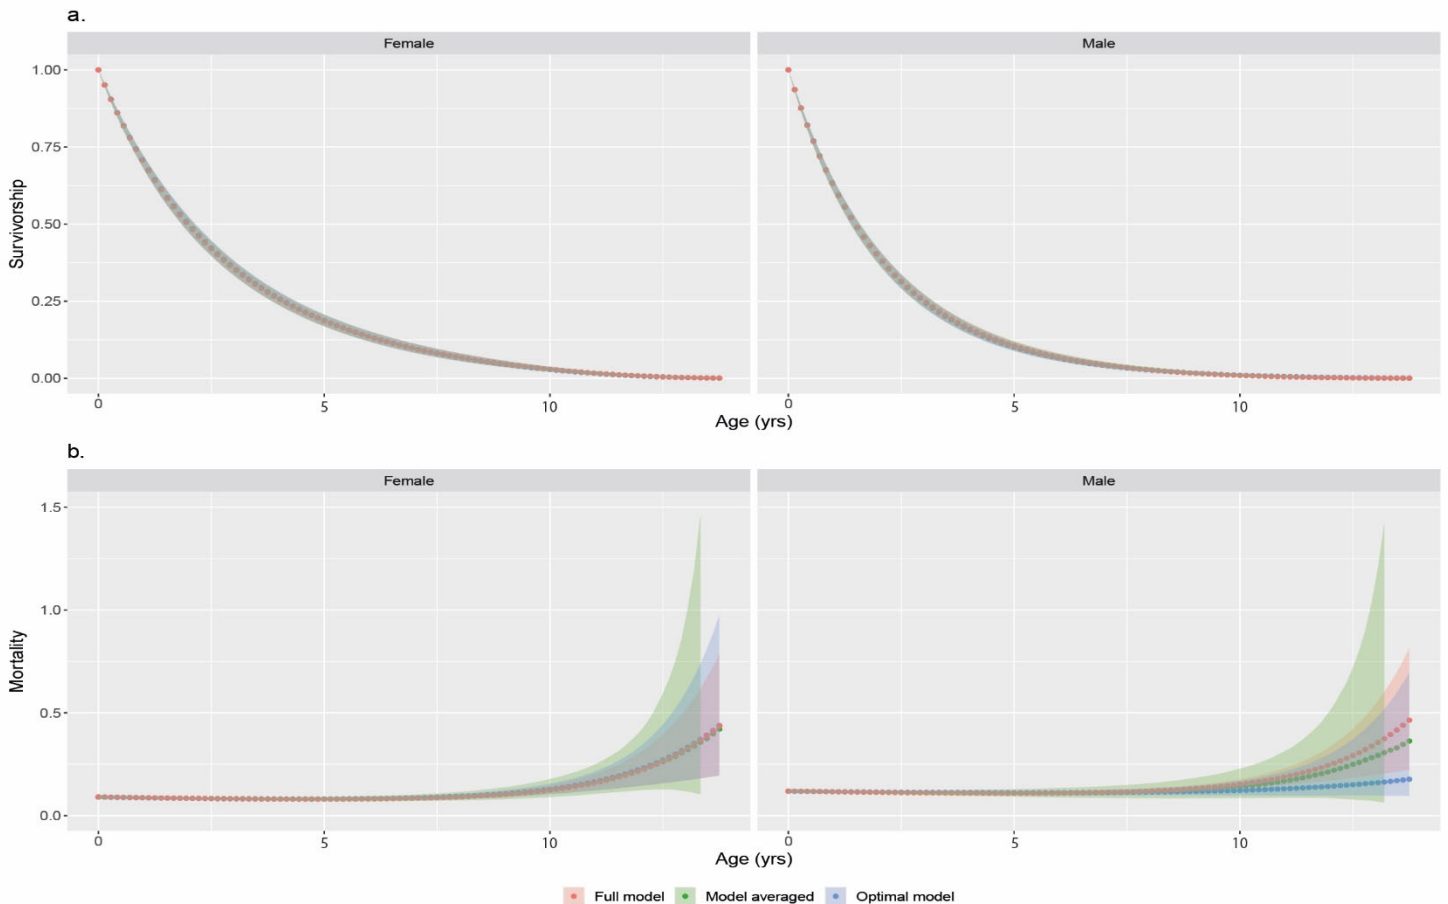 a.
Female Male
1.00
0.75
0.50
0.25
0.00
Survivorship
0 5 10 0 5 10
Age (yrs)
b.
Female Male
1.5
1.0
0.5
0.0
Mortality
0 5 10 0 5 10
Age (yrs)
Full model Model averaged Optimal model